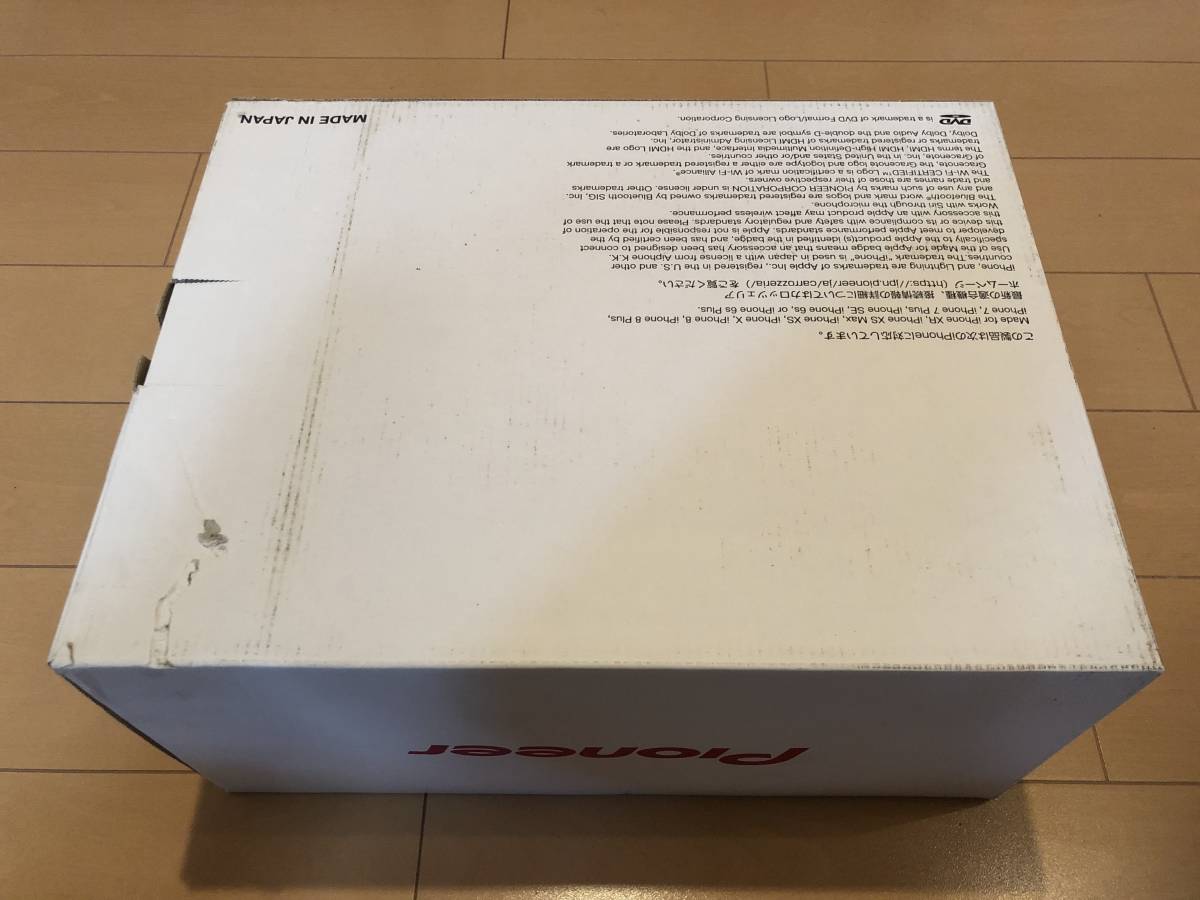 この製品は次のiPhoneに対応しています。
Made for iPhone XR, iPhone XS Max, iPhone XS, iPhone X, iPhone 8, iPhone 8 Plus,
iPhone 7, iPhone 7 Plus, iPhone SE, iPhone 6s, or iPhone 6s Plus.
最新の適合機種、接続情報の詳細についてはカロッツェリア
ホームページ (https://jpn.pioneer/ja/carrozzeria/) をご覧ください。
iPhone, and Lightning are trademarks of Apple Inc., registered in the U.S. and other
countries.The trademark "iPhone" is used in Japan with a license from Aiphone K.K.
Use of the Made for Apple badge means that an accessory has been designed to connect
specifically to the Apple product(s) identified in the badge, and has been certified by the
developer to meet Apple performance standards. Apple is not responsible for the operation of
this device or its compliance with safety and regulatory standards. Please note that the use of
this accessory with an Apple product may affect wireless performance.
Works with Siri through the microphone.
The Bluetooth® word mark and logos are registered trademarks owned by Bluetooth SIG, Inc.
and any use of such marks by PIONEER CORPORATION is under license. Other trademarks
and trade names are those of their respective owners.
The Wi-Fi CERTIFIED™ Logo is a certification mark of Wi-Fi Alliance®.
Gracenote, the Gracenote logo and logotype are either a registered trademark or a trademark
of Gracenote, Inc. in the United States and/or other countries.
The terms HDMI, HDMI High-Definition Multimedia Interface, and the HDMI Logo are
trademarks or registered trademarks of HDMI Licensing Administrator, Inc.
Dolby, Dolby Audio and the double-D symbol are trademarks of Dolby Laboratories.
DVD is a trademark of DVD Format/Logo Licensing Corporation.
MADE IN JAPAN
Pioneer